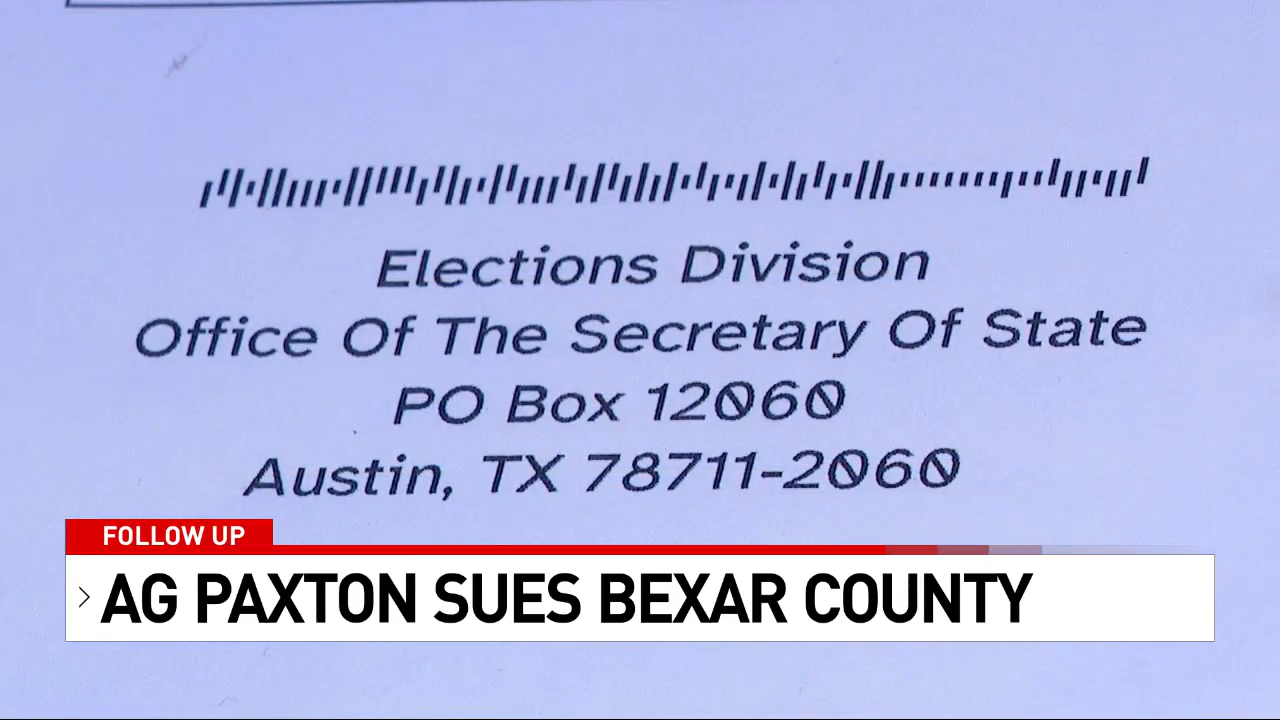 Elections Division
Office Of The Secretary Of State
PO Box 12060
Austin, TX 78711-2060
FOLLOW UP
AG PAXTON SUES BEXAR COUNTY